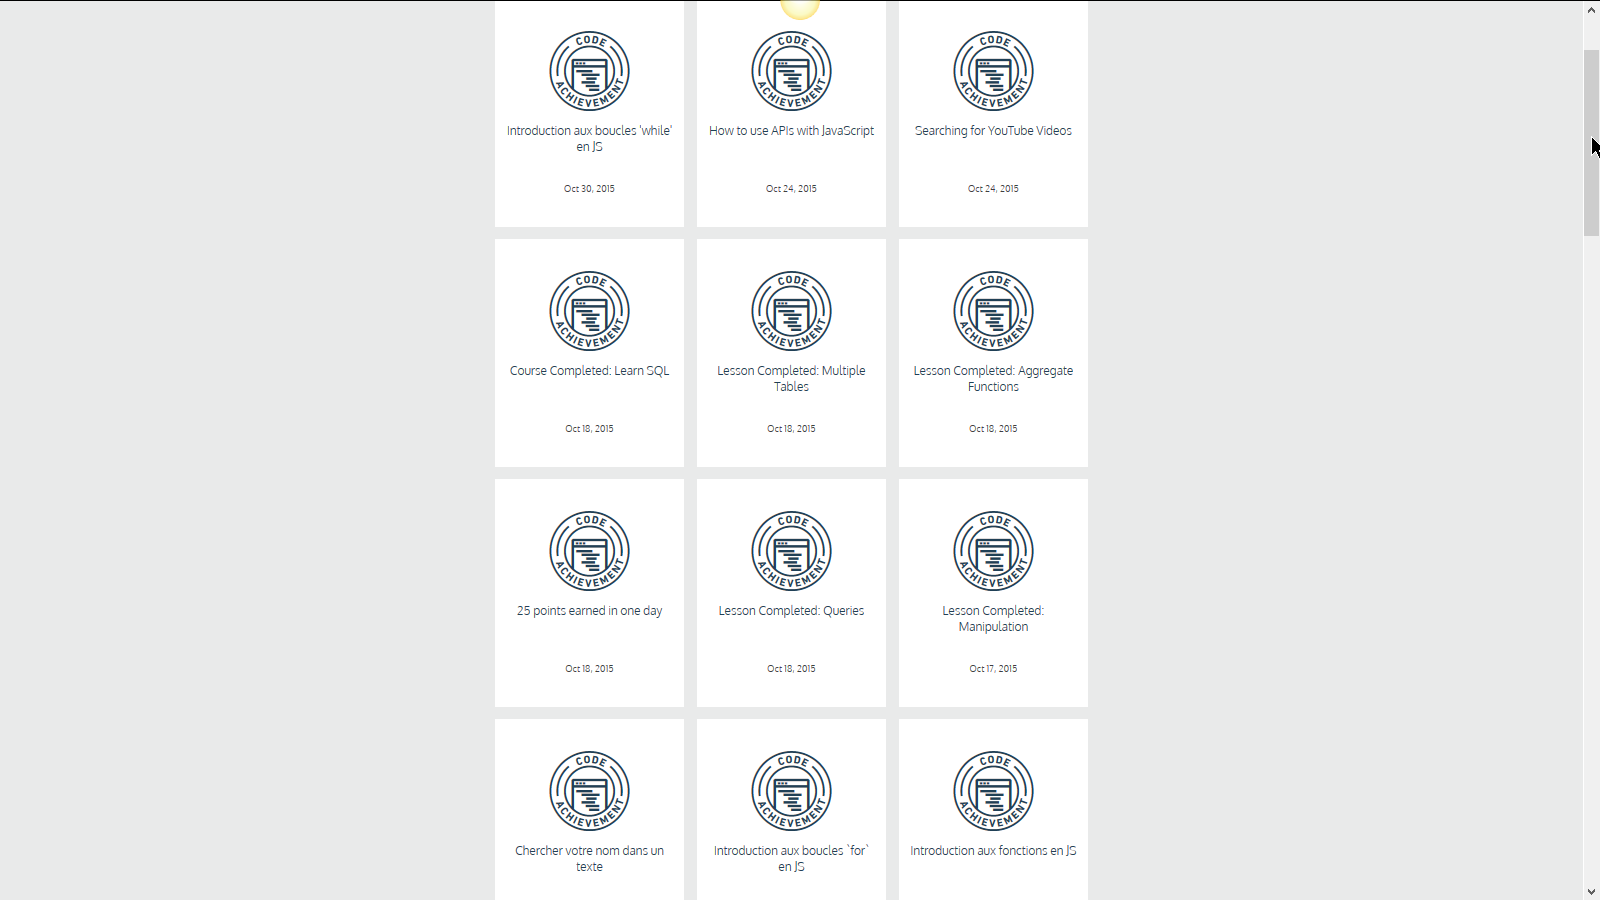 CODE ACHIEVEMENT
Introduction aux boucles 'while'
en JS
Oct 30, 2015
CODE ACHIEVEMENT
How to use APIs with JavaScript
Oct 24, 2015
CODE ACHIEVEMENT
Searching for YouTube Videos
Oct 24, 2015
CODE ACHIEVEMENT
Course Completed: Learn SQL
Oct 18, 2015
CODE ACHIEVEMENT
Lesson Completed: Multiple
Tables
Oct 18, 2015
CODE ACHIEVEMENT
Lesson Completed: Aggregate
Functions
Oct 18, 2015
CODE ACHIEVEMENT
25 points earned in one day
Oct 18, 2015
CODE ACHIEVEMENT
Lesson Completed: Queries
Oct 18, 2015
CODE ACHIEVEMENT
Lesson Completed:
Manipulation
Oct 17, 2015
CODE ACHIEVEMENT
Chercher votre nom dans un
texte
CODE ACHIEVEMENT
Introduction aux boucles `for`
en JS
CODE ACHIEVEMENT
Introduction aux fonctions en JS